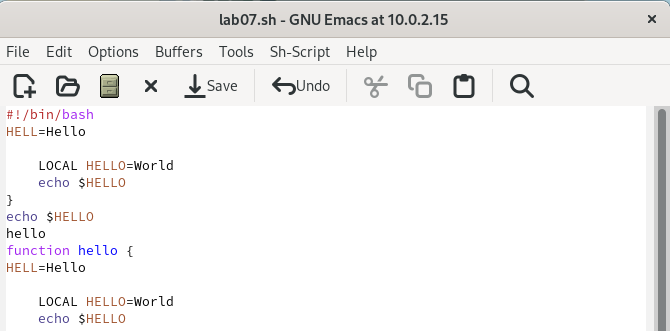 lab07.sh - GNU Emacs at 10.0.2.15
File Edit Options Buffers Tools Sh-Script Help
Save Undo
#!/bin/bash
HELL=Hello
LOCAL HELLO=World
echo $HELLO
}
echo $HELLO
hello
function hello {
HELL=Hello
LOCAL HELLO=World
echo $HELLO